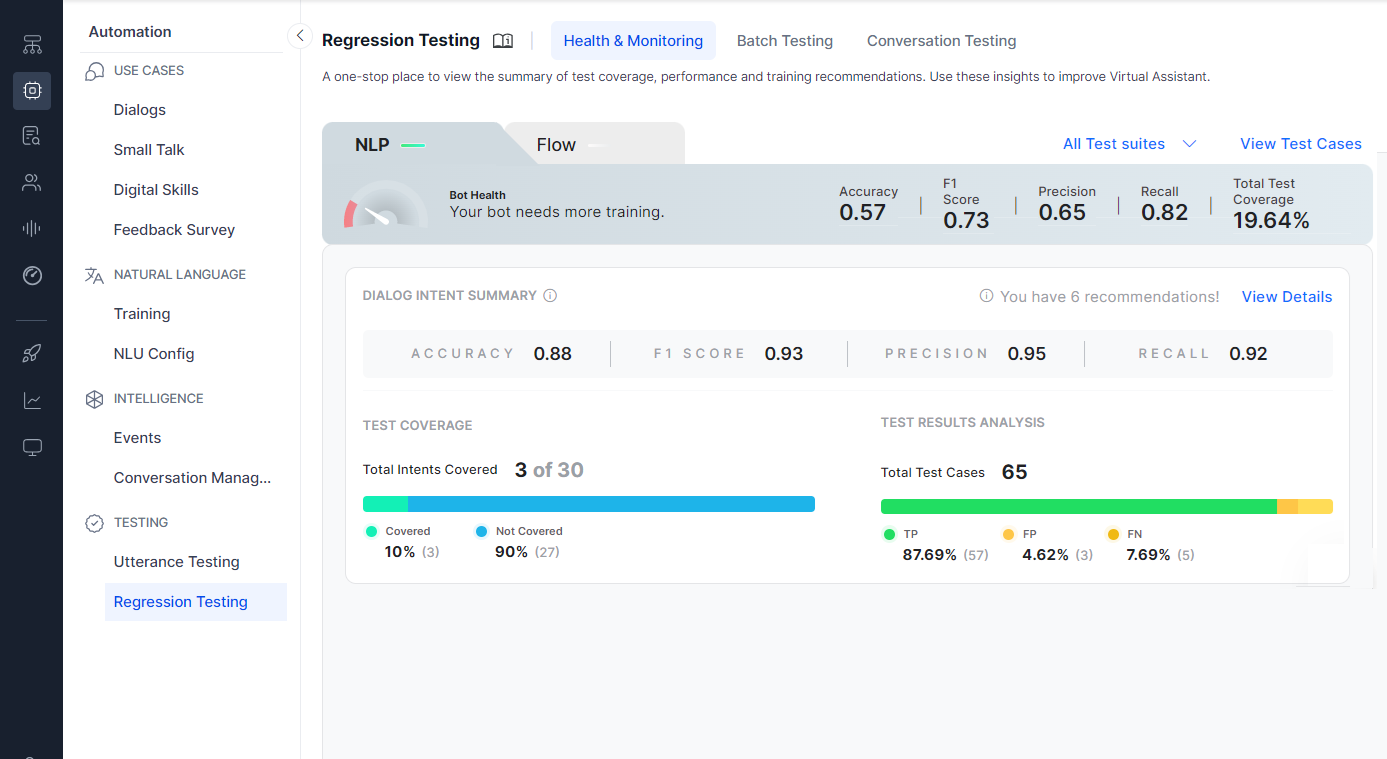 Automation
USE CASES
Dialogs
Small Talk
Digital Skills
Feedback Survey
NATURAL LANGUAGE
Training
NLU Config
INTELLIGENCE
Events
Conversation Manag...
TESTING
Utterance Testing
Regression Testing
Regression Testing
Health & Monitoring
Batch Testing
Conversation Testing
A one-stop place to view the summary of test coverage, performance and training recommendations. Use these insights to improve Virtual Assistant.
NLP
Flow
All Test suites
View Test Cases
Bot Health
Your bot needs more training.
Accuracy
0.57
F1
Score
0.73
Precision
0.65
Recall
0.82
Total Test
Coverage
19.64%
DIALOG INTENT SUMMARY
You have 6 recommendations!
View Details
ACCURACY 0.88
F1 SCORE 0.93
PRECISION 0.95
RECALL 0.92
TEST COVERAGE
Total Intents Covered 3 of 30
Covered
10% (3)
Not Covered
90% (27)
TEST RESULTS ANALYSIS
Total Test Cases 65
TP
87.69% (57)
FP
4.62% (3)
FN
7.69% (5)